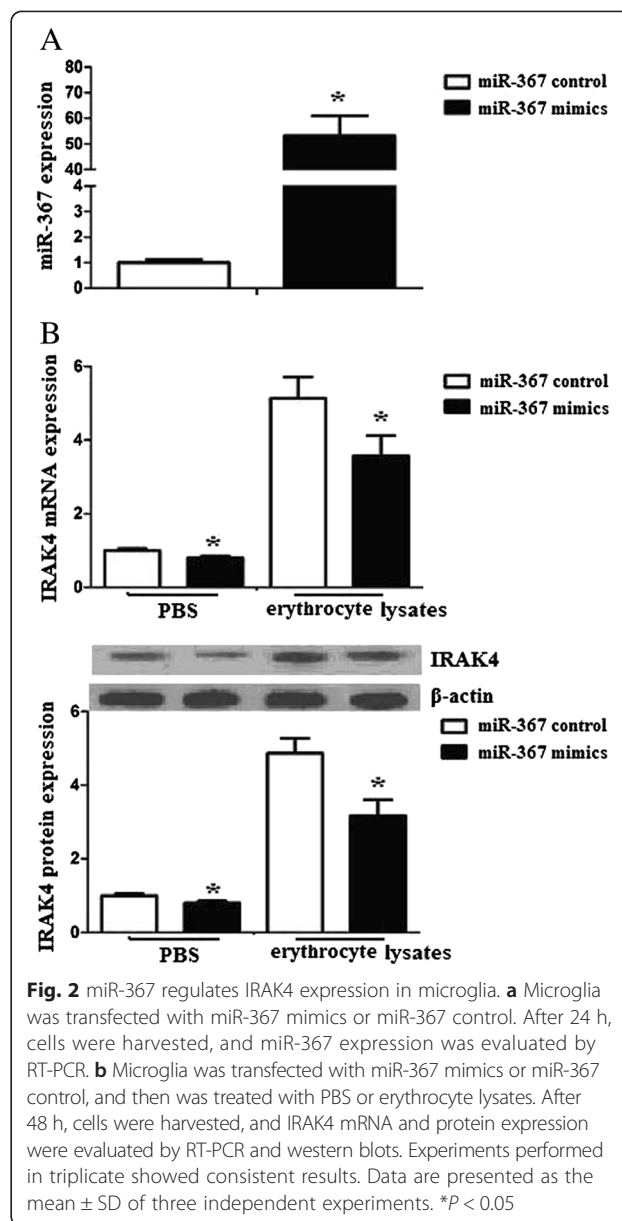 A
miR-367 expression
80
70
60
50
40
4
3
2
1
0
*
miR-367 control
miR-367 mimics
B
IRAK4 mRNA expression
6
4
2
0
*
*
PBS
erythrocyte lysates
miR-367 control
miR-367 mimics
IRAK4
β-actin
IRAK4 protein expression
6
4
2
0
*
*
PBS
erythrocyte lysates
miR-367 control
miR-367 mimics
Fig. 2 miR-367 regulates IRAK4 expression in microglia. a Microglia
was transfected with miR-367 mimics or miR-367 control. After 24 h,
cells were harvested, and miR-367 expression was evaluated by
RT-PCR. b Microglia was transfected with miR-367 mimics or miR-367
control, and then was treated with PBS or erythrocyte lysates. After
48 h, cells were harvested, and IRAK4 mRNA and protein expression
were evaluated by RT-PCR and western blots. Experiments performed
in triplicate showed consistent results. Data are presented as the
mean ± SD of three independent experiments. *P < 0.05